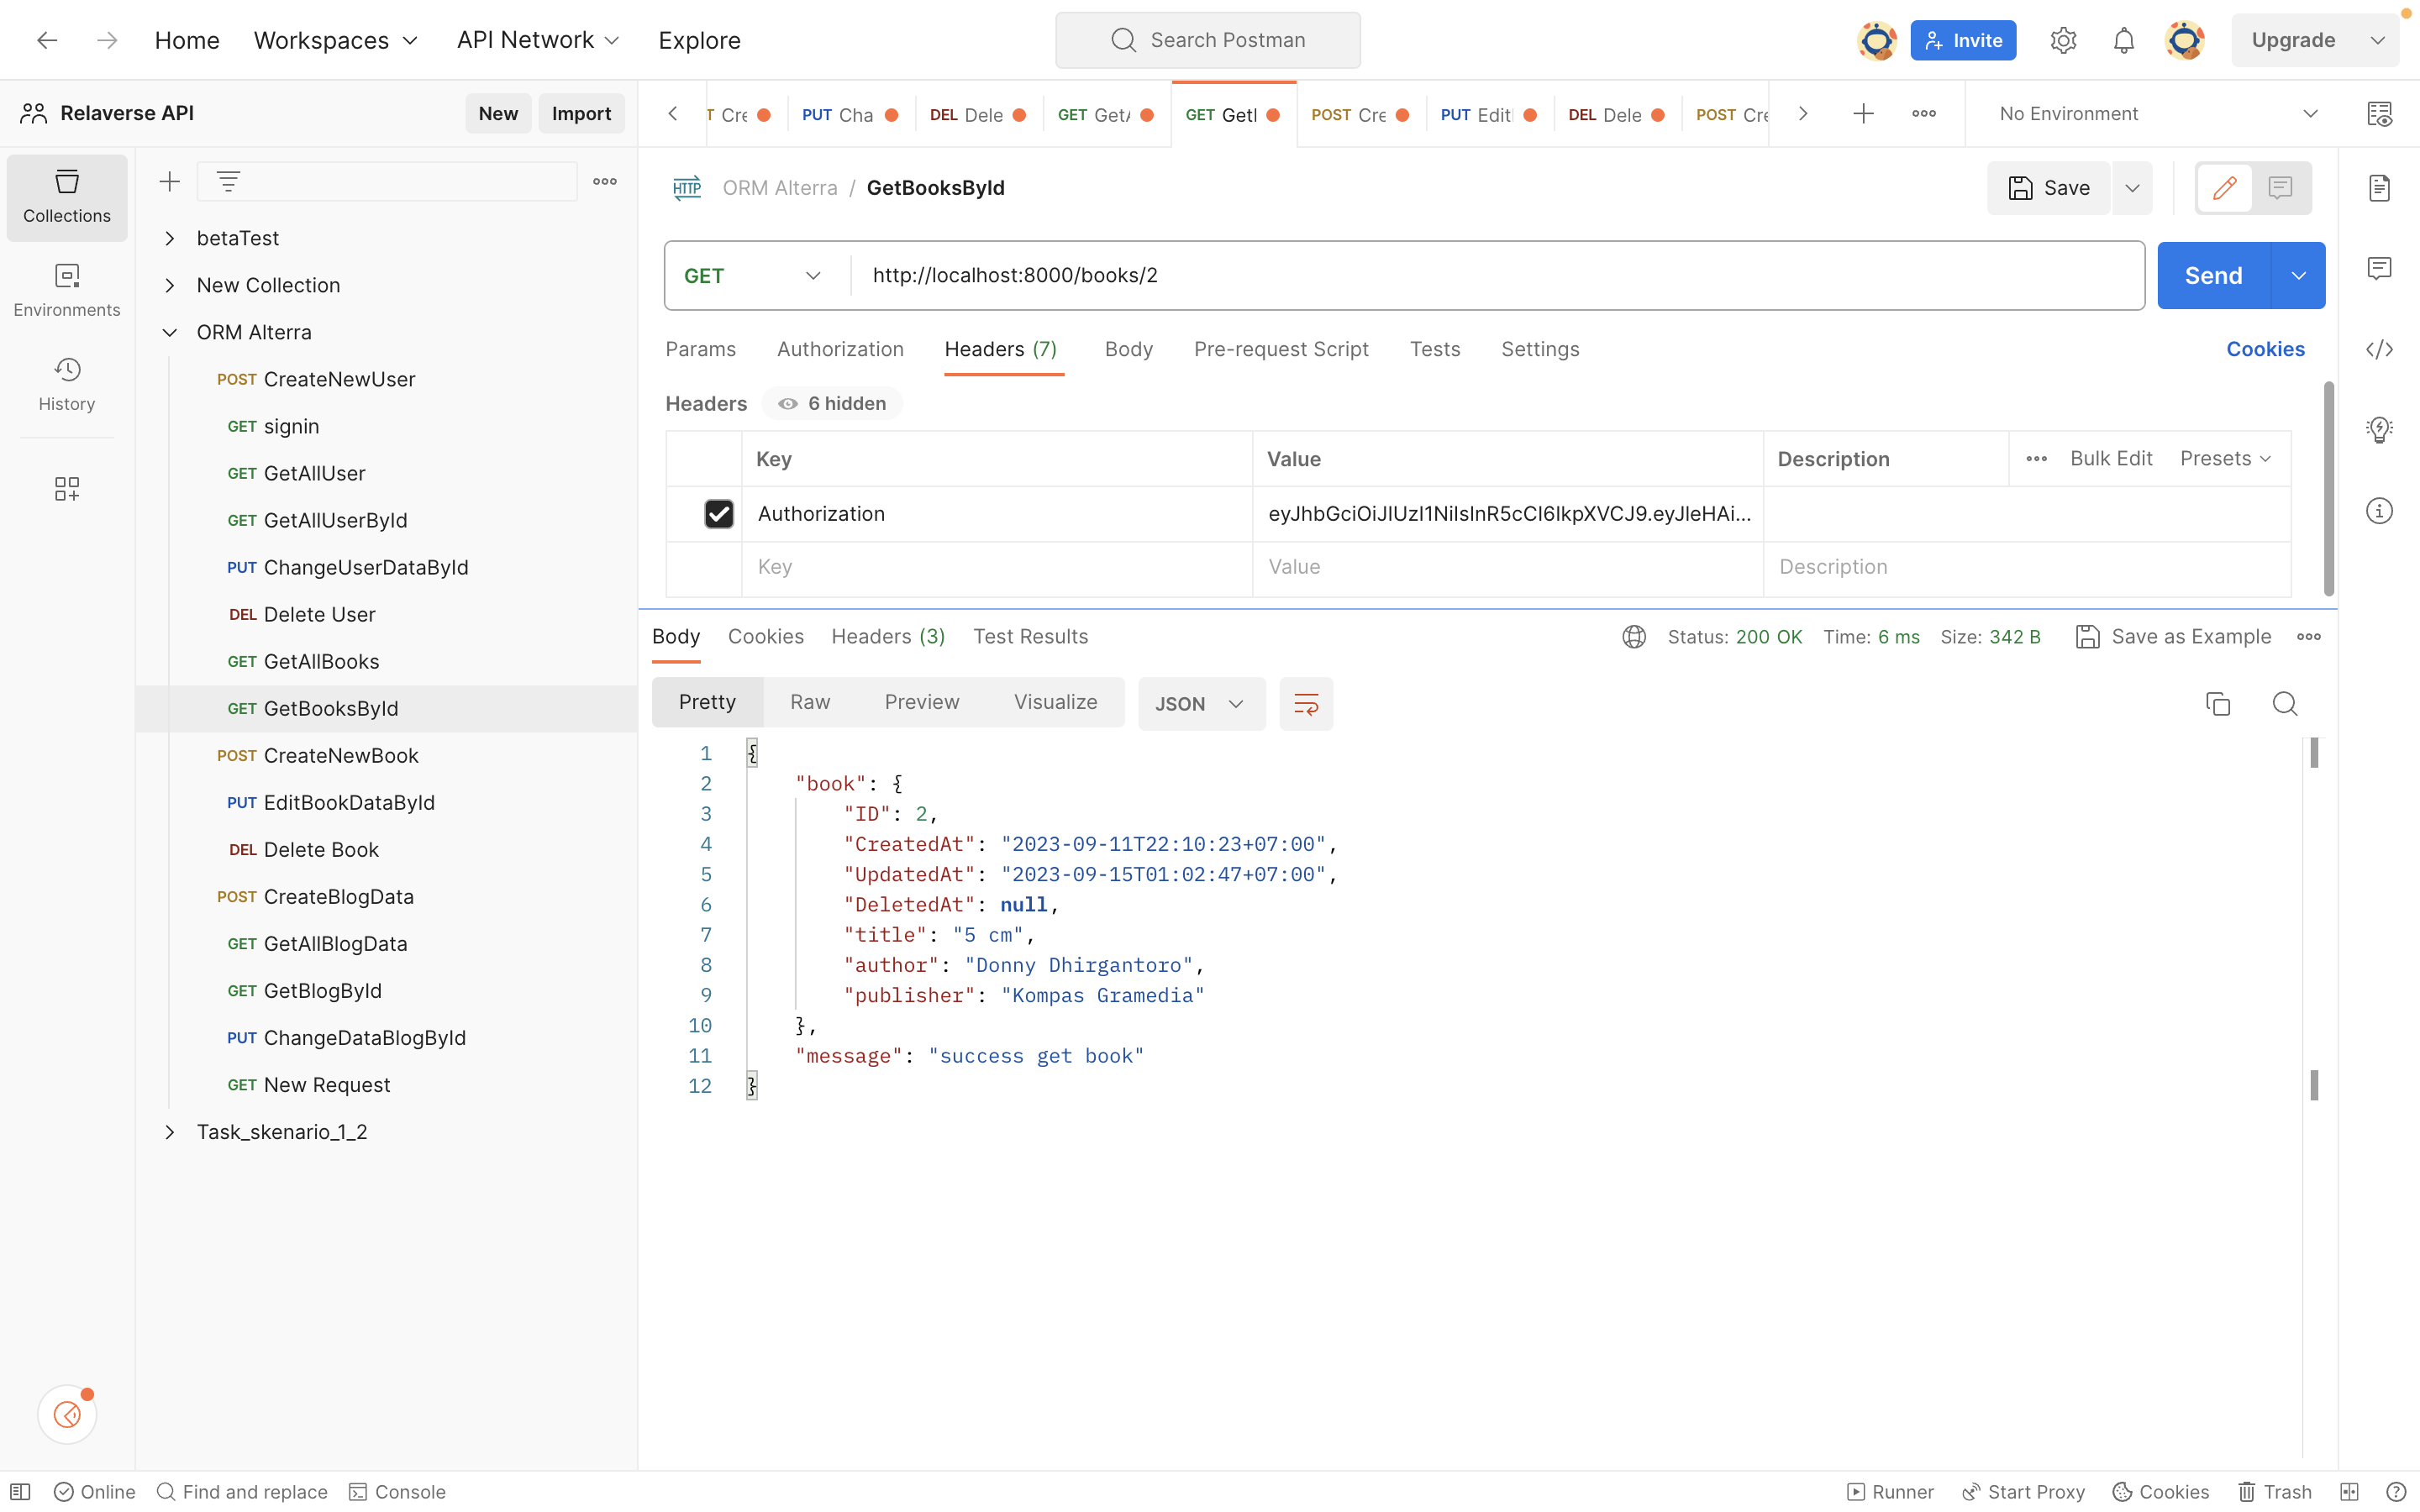 Home Workspaces API Network Explore Search Postman Invite Upgrade
Relaverse API New Import
Cre PUT Cha DEL Dele GET GetA GET GetI POST Cre PUT Edit DEL Dele POST Cre No Environment
Collections
Environments
History
betaTest
New Collection
ORM Alterra
POST CreateNewUser
GET signin
GET GetAllUser
GET GetAllUserById
PUT ChangeUserDataById
DEL Delete User
GET GetAllBooks
GET GetBooksById
POST CreateNewBook
PUT EditBookDataById
DEL Delete Book
POST CreateBlogData
GET GetAllBlogData
GET GetBlogById
PUT ChangeDataBlogById
GET New Request
Task_skenario_1_2
HTTP ORM Alterra / GetBooksById Save
GET http://localhost:8000/books/2 Send
Params Authorization Headers (7) Body Pre-request Script Tests Settings Cookies
Headers 6 hidden
Key Value Description Bulk Edit Presets
Authorization eyJhbGciOiJIUzI1NiIsInR5cCI6IkpXVCJ9.eyJleHAi...
Key Value Description
Body Cookies Headers (3) Test Results Status: 200 OK Time: 6 ms Size: 342 B Save as Example
Pretty Raw Preview Visualize JSON
1 {
2 "book": {
3 "ID": 2,
4 "CreatedAt": "2023-09-11T22:10:23+07:00",
5 "UpdatedAt": "2023-09-15T01:02:47+07:00",
6 "DeletedAt": null,
7 "title": "5 cm",
8 "author": "Donny Dhirgantoro",
9 "publisher": "Kompas Gramedia"
10 },
11 "message": "success get book"
12 }
Online Find and replace Console Runner Start Proxy Cookies Trash